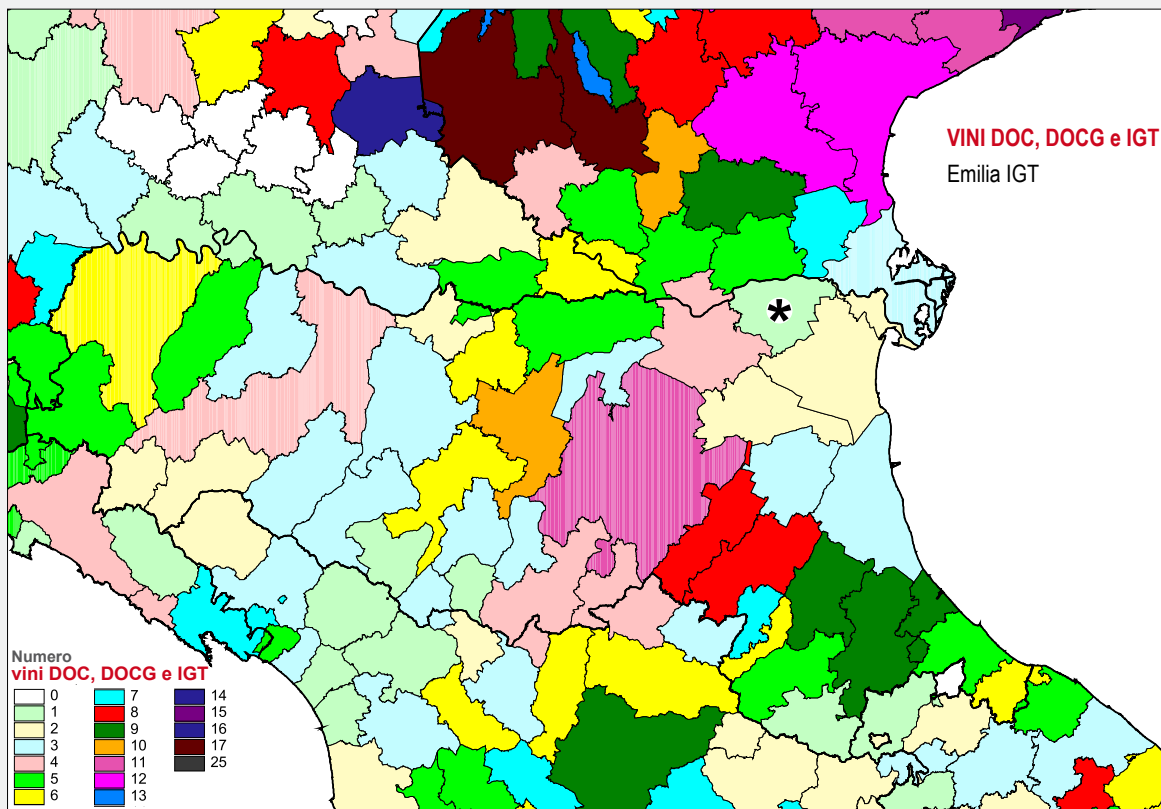 VINI DOC, DOCG e IGT
Emilia IGT
*
Numero
vini DOC, DOCG e IGT
0 7 14
1 8 15
2 9 16
3 10 17
4 11 25
5 12
6 13